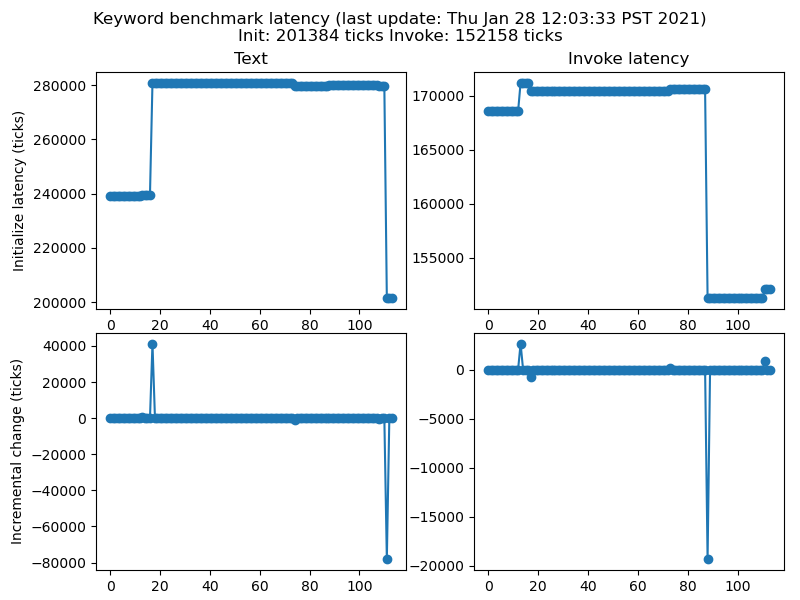 Keyword benchmark latency (last update: Thu Jan 28 12:03:33 PST 2021)
Init: 201384 ticks Invoke: 152158 ticks
Text
Invoke latency
Initialize latency (ticks)
280000
260000
240000
220000
200000
0 20 40 60 80 100
170000
165000
160000
155000
0 20 40 60 80 100
Incremental change (ticks)
40000
20000
0
−20000
−40000
−60000
−80000
0 20 40 60 80 100
0
−5000
−10000
−15000
−20000
0 20 40 60 80 100